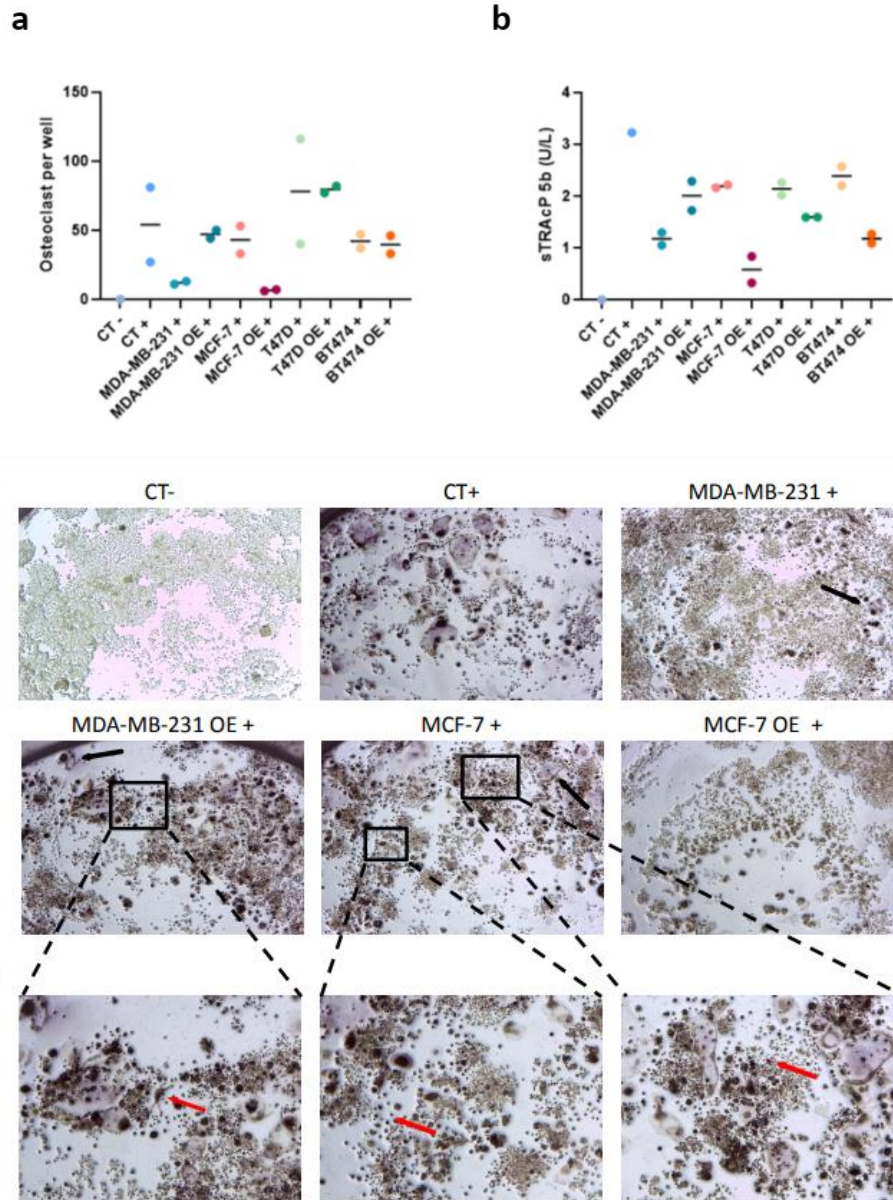 a
b
150
100
50
0
Osteoclast per well
CT -
CT +
MDA-MB-231 +
MDA-MB-231 OE +
MCF-7 +
MCF-7 OE +
T47D +
T47D OE +
BT474 +
BT474 OE +
4
3
2
1
0
sTRAcP 5b (U/L)
CT -
CT +
MDA-MB-231 +
MDA-MB-231 OE +
MCF-7 +
MCF-7 OE +
T47D +
T47D OE +
BT474 +
BT474 OE +
CT-
CT+
MDA-MB-231 +
MDA-MB-231 OE +
MCF-7 +
MCF-7 OE +